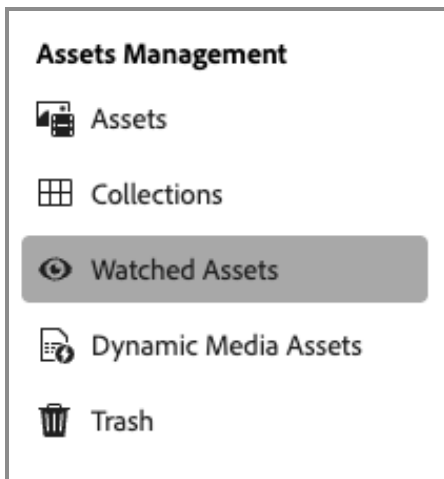 Assets Management
Assets
Collections
Watched Assets
Dynamic Media Assets
Trash